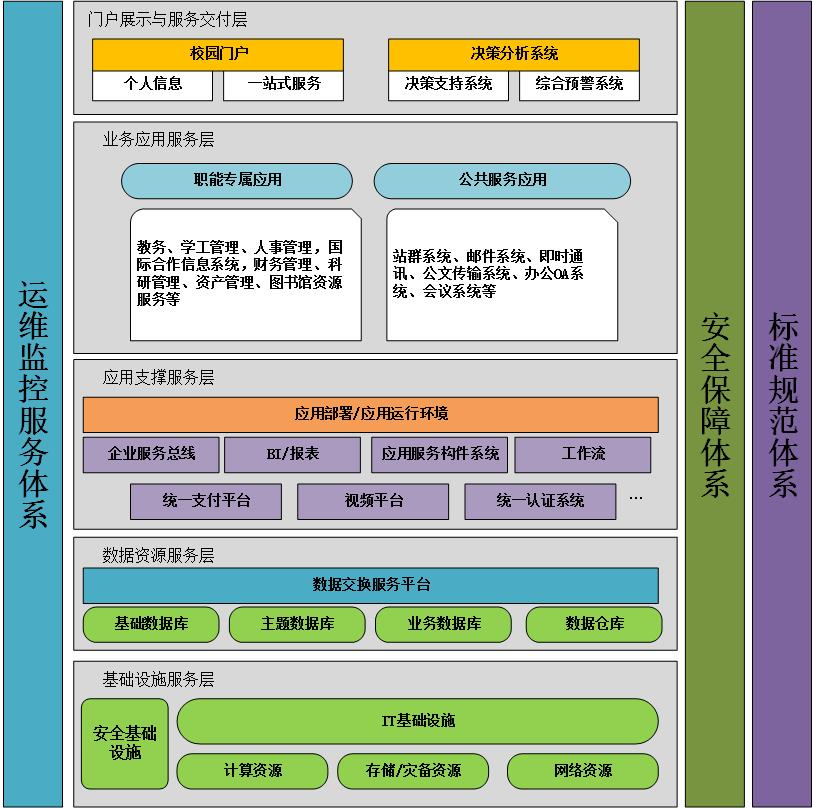 运维监控服务体系
门户展示与服务交付层
校园门户
决策分析系统
个人信息
一站式服务
决策支持系统
综合预警系统
业务应用服务层
职能专属应用
公共服务应用
教务、学工管理、人事管理，国
际合作信息系统，财务管理、科
研管理、资产管理、图书馆资源
服务等
站群系统、邮件系统、即时通
讯、公文传输系统、办公OA系
统、会议系统等
应用支撑服务层
应用部署/应用运行环境
企业服务总线
BI/报表
应用服务构件系统
工作流
统一支付平台
视频平台
统一认证系统
…
数据资源服务层
数据交换服务平台
基础数据库
主题数据库
业务数据库
数据仓库
基础设施服务层
安全基础
设施
IT基础设施
计算资源
存储/灾备资源
网络资源
安全保障体系
标准规范体系